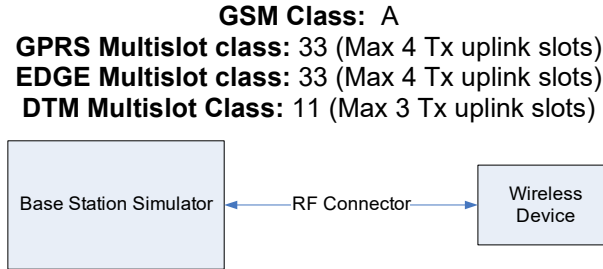 GSM Class: A
GPRS Multislot class: 33 (Max 4 Tx uplink slots)
EDGE Multislot class: 33 (Max 4 Tx uplink slots)
DTM Multislot Class: 11 (Max 3 Tx uplink slots)
Base Station Simulator
RF Connector
Wireless
Device